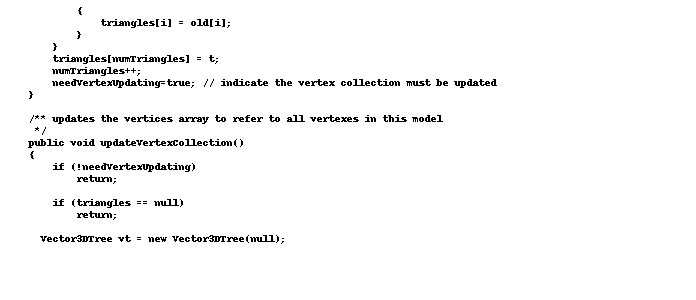 {
triangles[i] = old[i];
}
}
triangles[numTriangles] = t;
numTriangles++;
needVertexUpdating=true; // indicate the vertex collection must be updated
}
/** updates the vertices array to refer to all vertexes in this model
*/
public void updateVertexCollection()
{
if (!needVertexUpdating)
return;
if (triangles == null)
return;
Vector3DTree vt = new Vector3DTree(null);